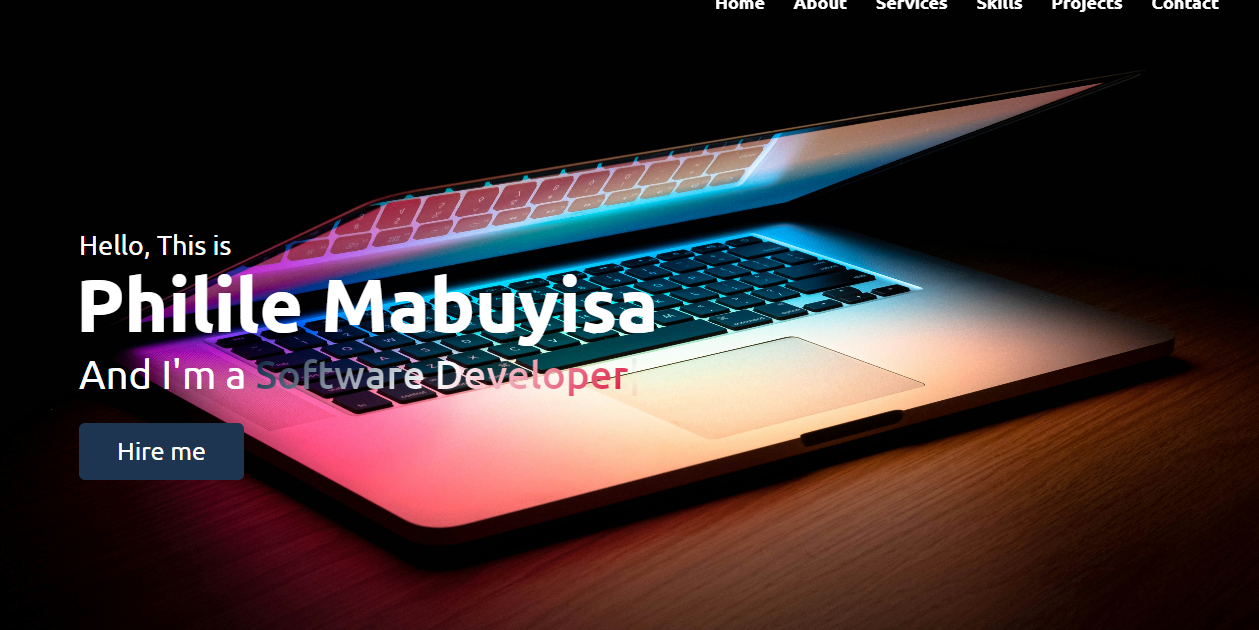 Home About Services Skills Projects Contact
Hello, This is
Philile Mabuyisa
And I'm a Software Developer
Hire me